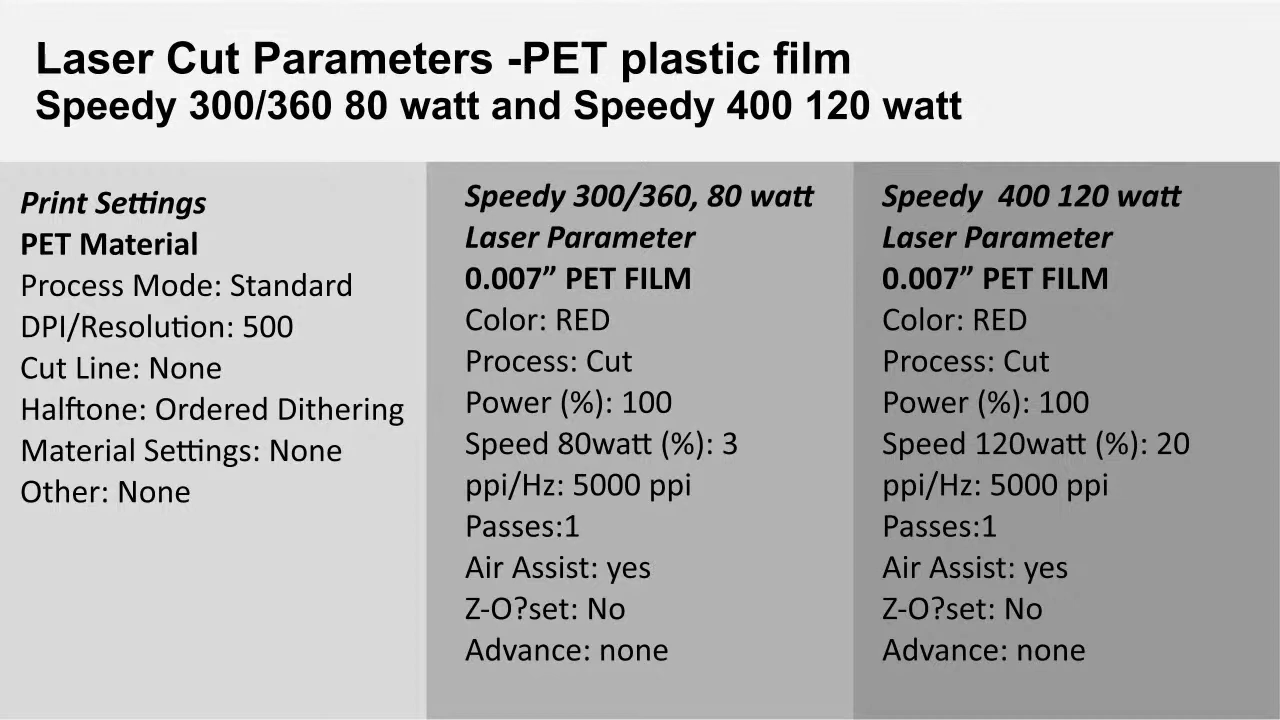 Laser Cut Parameters -PET plastic film
Speedy 300/360 80 watt and Speedy 400 120 watt
Print Settings
PET Material
Process Mode: Standard
DPI/Resolution: 500
Cut Line: None
Halftone: Ordered Dithering
Material Settings: None
Other: None
Speedy 300/360, 80 watt
Laser Parameter
0.007” PET FILM
Color: RED
Process: Cut
Power (%): 100
Speed 80watt (%): 3
ppi/Hz: 5000 ppi
Passes:1
Air Assist: yes
Z-O?set: No
Advance: none
Speedy  400 120 watt
Laser Parameter
0.007” PET FILM
Color: RED
Process: Cut
Power (%): 100
Speed 120watt (%): 20
ppi/Hz: 5000 ppi
Passes:1
Air Assist: yes
Z-O?set: No
Advance: none